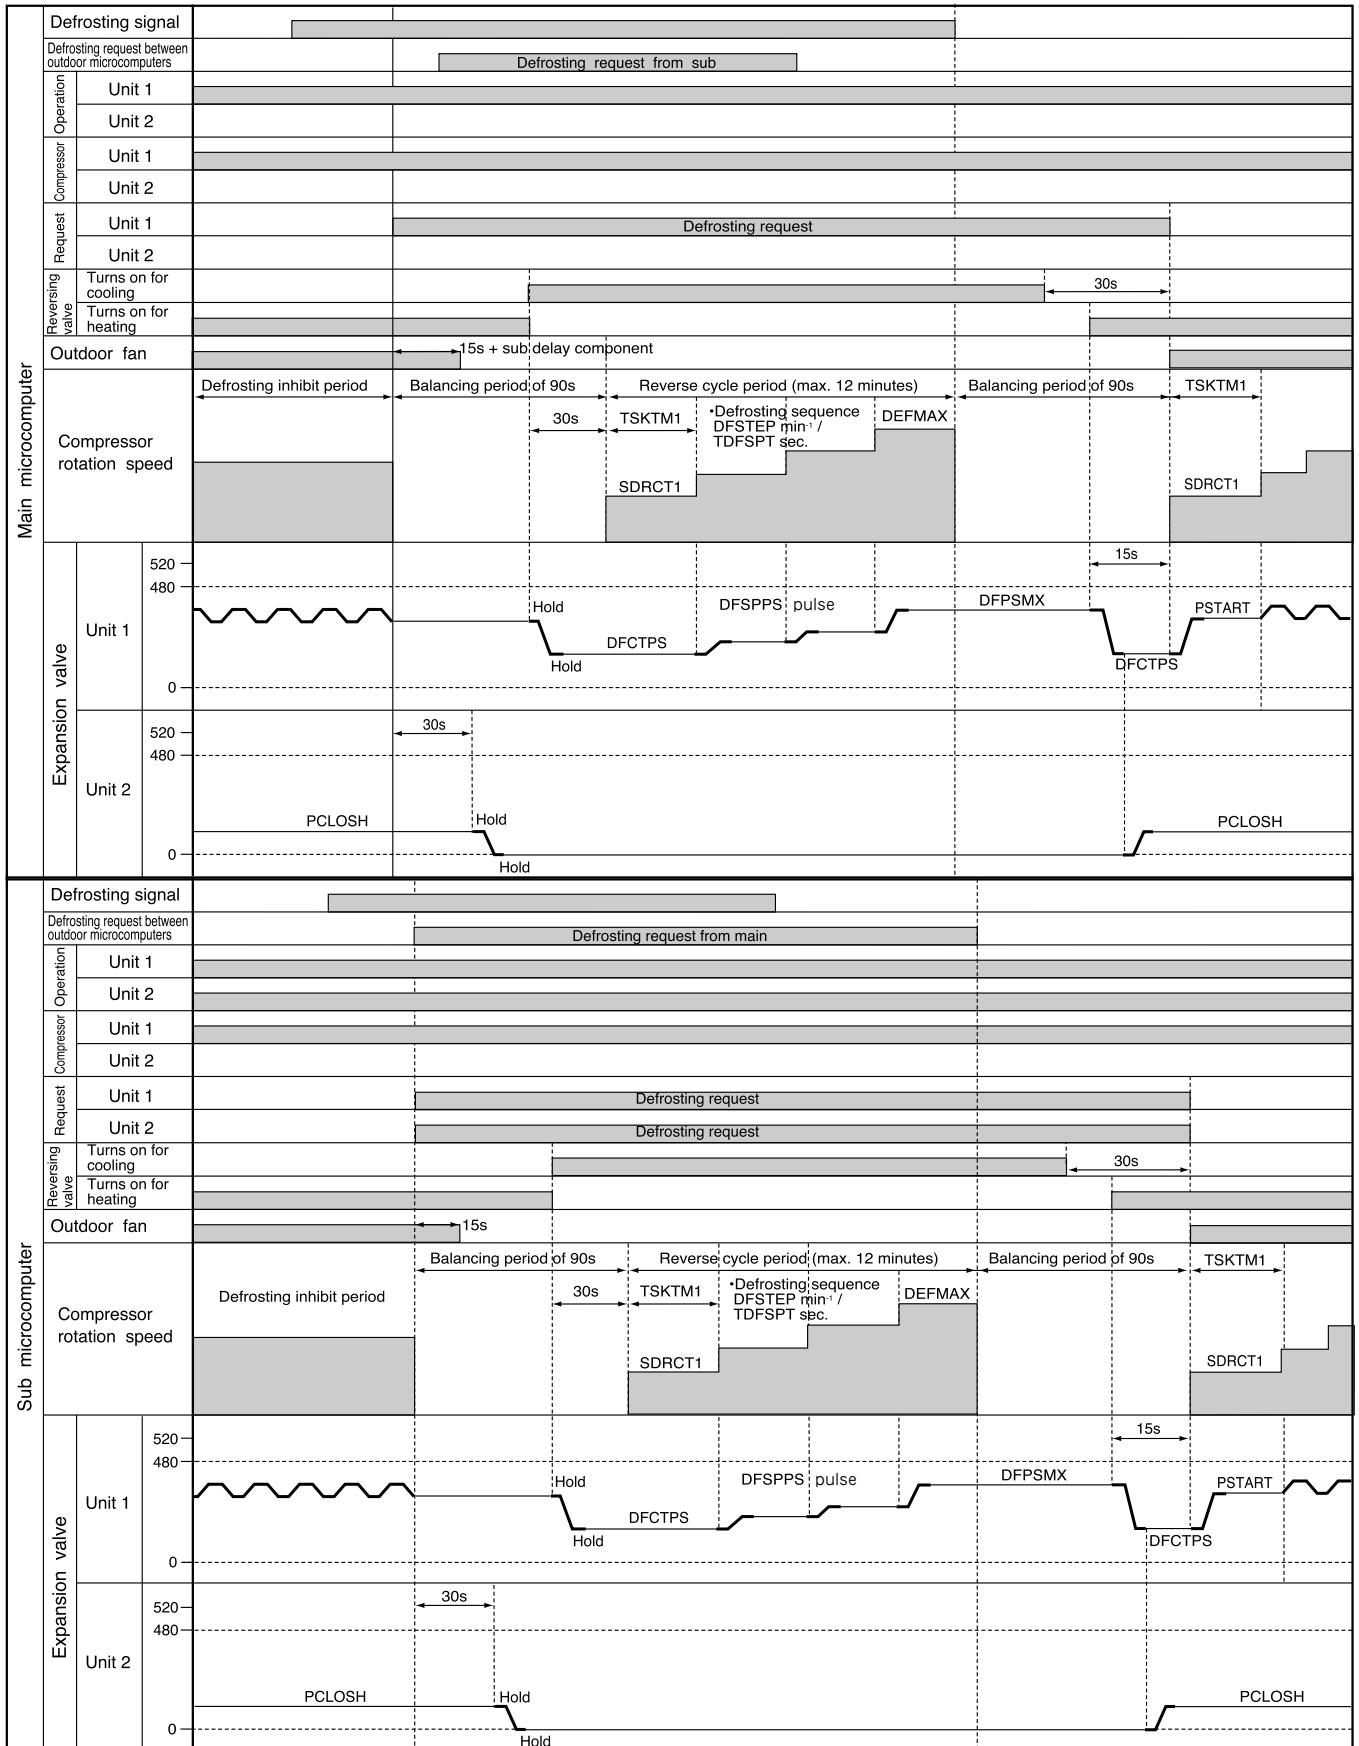 Main microcomputer
Defrosting signal
Defrosting request between
outdoor microcomputers
Defrosting request from sub
Operation
Unit 1
Unit 2
Compressor
Unit 1
Unit 2
Request
Unit 1
Defrosting request
Unit 2
Reversing
valve
Turns on for
cooling
30s
Turns on for
heating
Outdoor fan
15s + sub delay component
Compressor
rotation speed
Defrosting inhibit period
Balancing period of 90s
Reverse cycle period (max. 12 minutes)
Balancing period of 90s
TSKTM1
30s
TSKTM1
•Defrosting sequence
DFSTEP min-1 /
TDFSPT sec.
DEFMAX
SDRCT1
SDRCT1
Expansion valve
Unit 1
520
480
0
15s
Hold
Hold
DFCTPS
DFSPPS pulse
DFPSMX
DFCTPS
PSTART
Unit 2
520
480
0
30s
PCLOSH
Hold
Hold
PCLOSH
Sub microcomputer
Defrosting signal
Defrosting request between
outdoor microcomputers
Defrosting request from main
Operation
Unit 1
Unit 2
Compressor
Unit 1
Unit 2
Request
Unit 1
Defrosting request
Unit 2
Defrosting request
Reversing
valve
Turns on for
cooling
30s
Turns on for
heating
Outdoor fan
15s
Compressor
rotation speed
Defrosting inhibit period
Balancing period of 90s
Reverse cycle period (max. 12 minutes)
Balancing period of 90s
TSKTM1
30s
TSKTM1
•Defrosting sequence
DFSTEP min-1 /
TDFSPT sec.
DEFMAX
SDRCT1
SDRCT1
Expansion valve
Unit 1
520
480
0
15s
Hold
Hold
DFCTPS
DFSPPS pulse
DFPSMX
DFCTPS
PSTART
Unit 2
520
480
0
30s
PCLOSH
Hold
Hold
PCLOSH